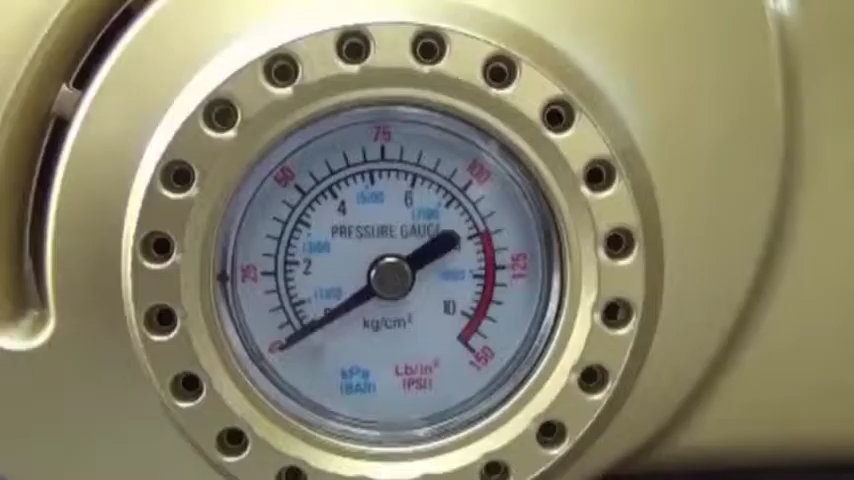 75
50
100
4
6
PRESSURE GAUGE
25
2
125
10
kg/cm²
150
kPa
Lb/in²
(BAR)
(PSI)